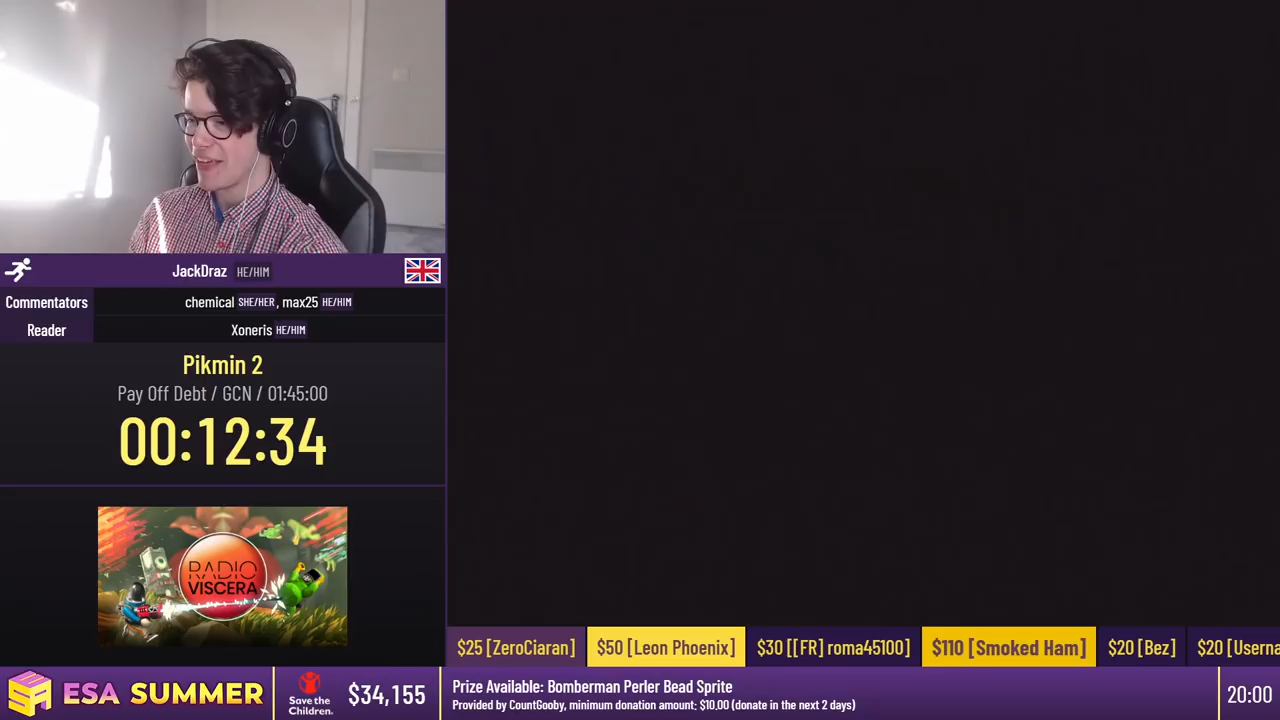 JackDraz HE/HIM
Commentators chemical SHE/HER, max25 HE/HIM
Reader Xoneris HE/HIM
Pikmin 2
Pay Off Debt / GCN / 01:45:00
00:12:34
RADIO
VISCERA
$25 [ZeroCiaran] $50 [Leon Phoenix] $30 [[FR] roma45100] $110 [Smoked Ham] $20 [Bez] $20 [Userna
ESA SUMMER
Save the
Children.
$34,155
Prize Available: Bomberman Perler Bead Sprite
Provided by CountGooby, minimum donation amount: $10.00 (donate in the next 2 days)
20:00